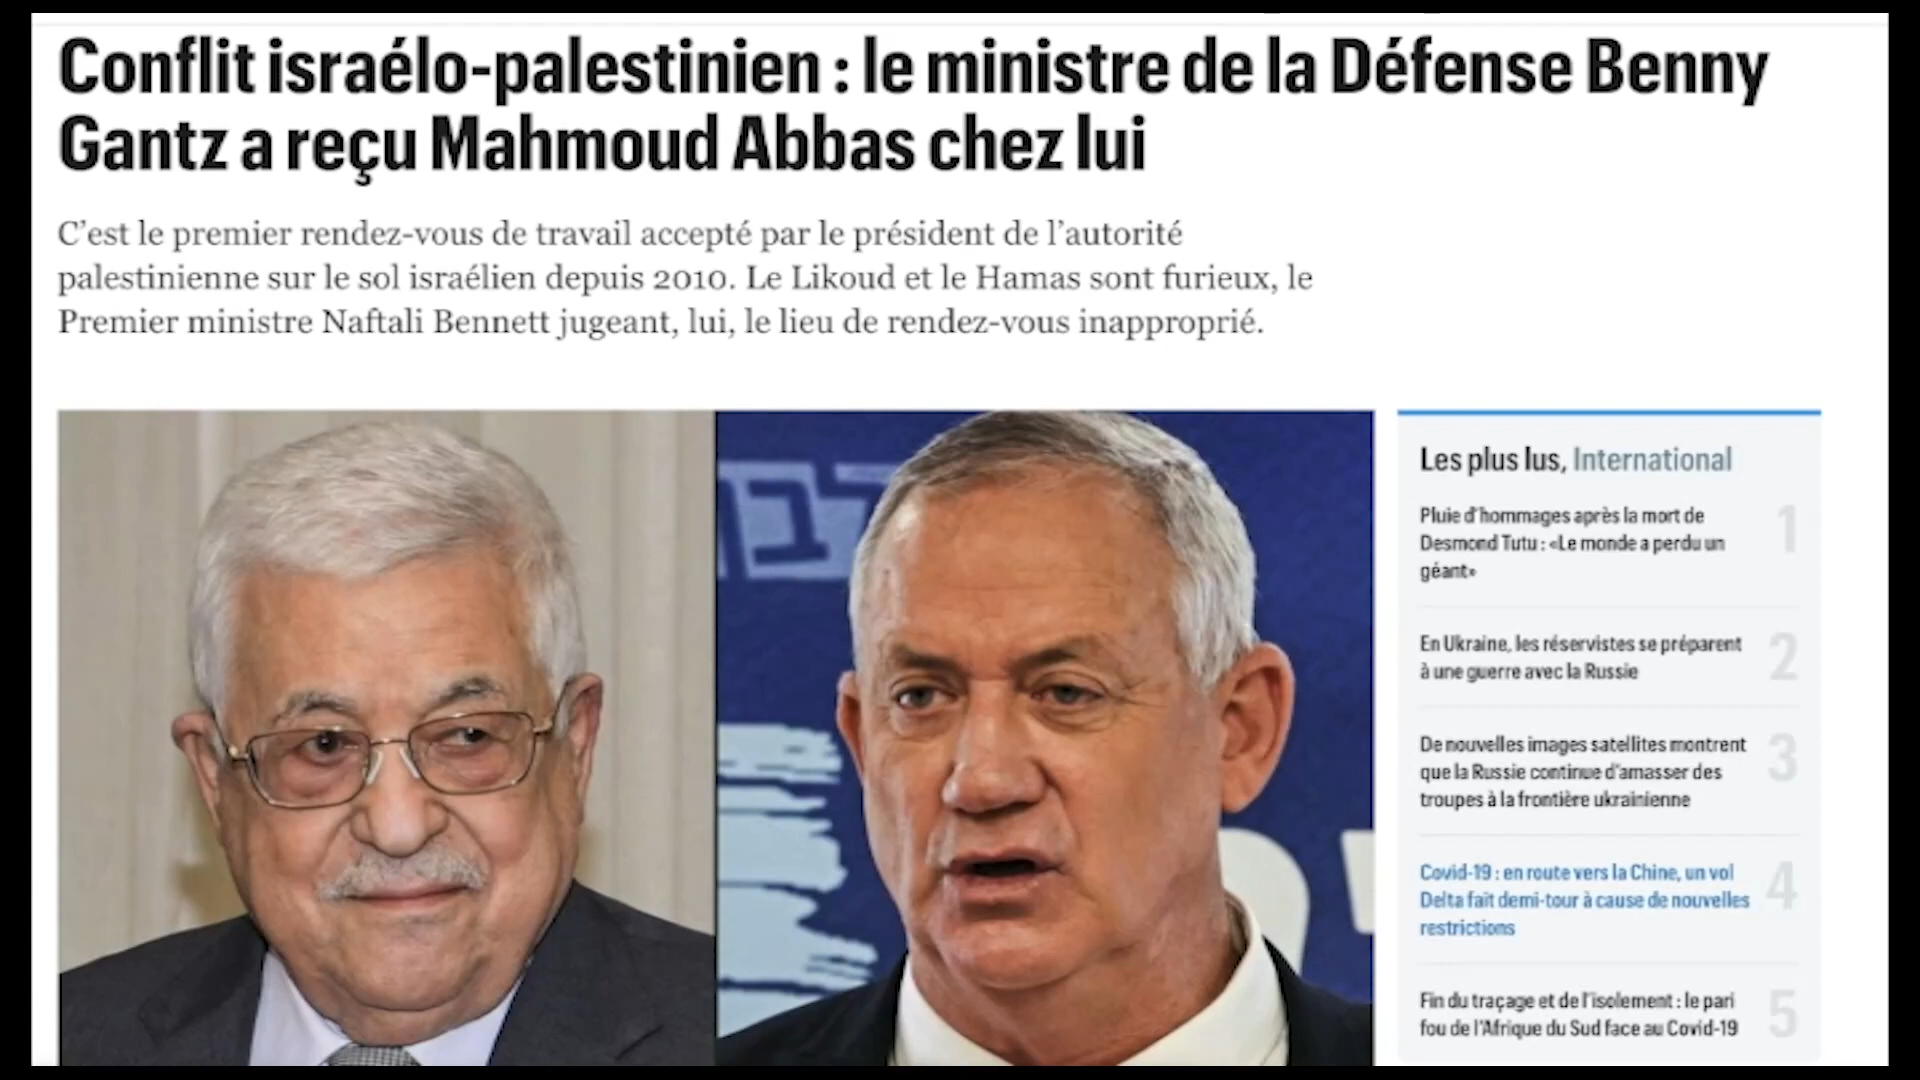 Conflit israélo-palestinien : le ministre de la Défense Benny
Gantz a reçu Mahmoud Abbas chez lui
C'est le premier rendez-vous de travail accepté par le président de l'autorité
palestinienne sur le sol israélien depuis 2010. Le Likoud et le Hamas sont furieux, le
Premier ministre Naftali Bennett jugeant, lui, le lieu de rendez-vous inapproprié.
Les plus lus, International
Pluie d'hommages après la mort de
Desmond Tutu : «Le monde a perdu un
géant»
1
En Ukraine, les réservistes se préparent
à une guerre avec la Russie
2
De nouvelles images satellites montrent
que la Russie continue d'amasser des
troupes à la frontière ukrainienne
3
Covid-19 : en route vers la Chine, un vol
Delta fait demi-tour à cause de nouvelles
restrictions
4
Fin du traçage et de l'isolement : le pari
fou de l'Afrique du Sud face au Covid-19
5